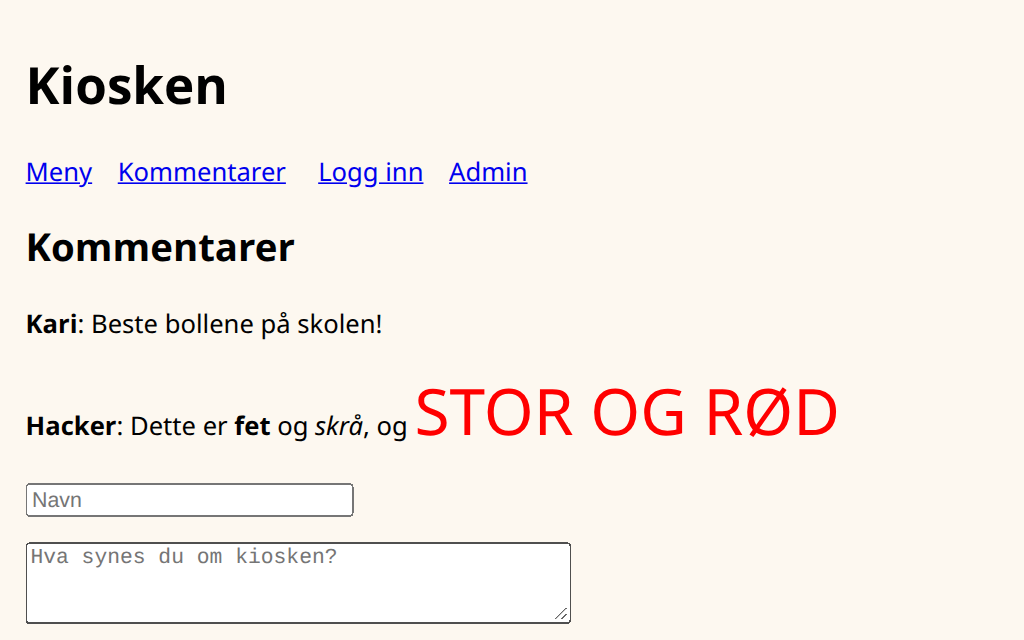 Kiosken
Meny Kommentarer Logg inn Admin
Kommentarer
Kari: Beste bollene på skolen!
Hacker: Dette er fet og skrå, og STOR OG RØD
Navn
Hva synes du om kiosken?